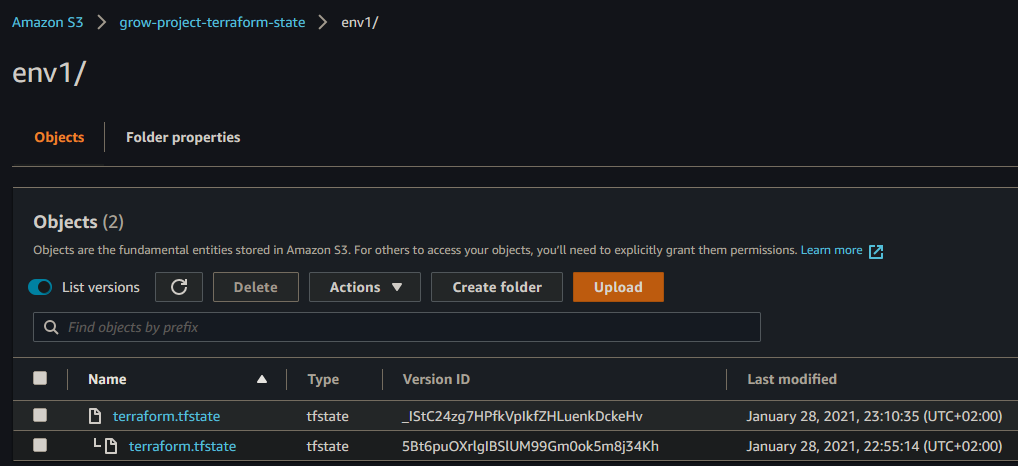 Amazon S3 > grow-project-terraform-state > env1/
env1/
Objects Folder properties
Objects (2)
Objects are the fundamental entities stored in Amazon S3. For others to access your objects, you'll need to explicitly grant them permissions. Learn more
List versions Delete Actions Create folder Upload
Find objects by prefix
Name Type Version ID Last modified
terraform.tfstate tfstate _IStC24zg7HPfkVpIkfZHLuenkDckeHv January 28, 2021, 23:10:35 (UTC+02:00)
terraform.tfstate tfstate 5Bt6puOXrlgIBSlUM99Gm0ok5m8j34Kh January 28, 2021, 22:55:14 (UTC+02:00)